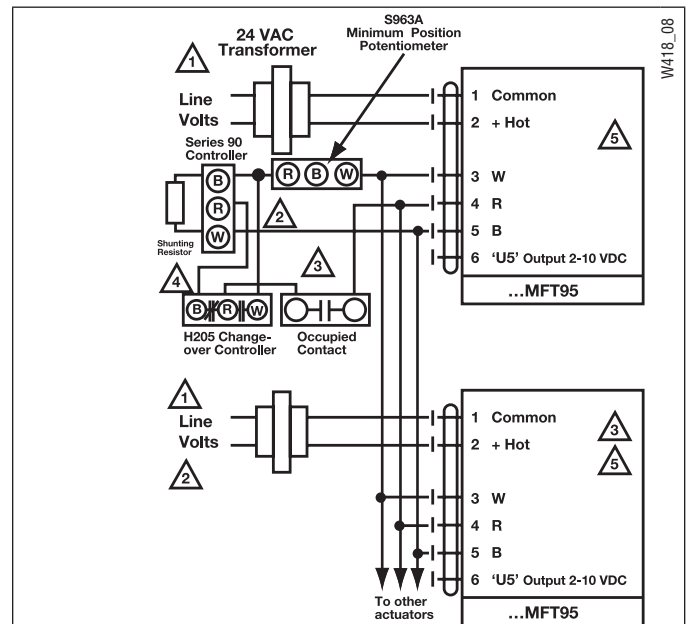 W418_08
S963A
Minimum Position
Potentiometer
24 VAC
Transformer
1
Line
Volts
1 Common
2 + Hot
5
Series 90
Controller
B
R
W
R B W
3 W
4 R
5 B
6 'U5' Output 2-10 VDC
...MFT95
2
Shunting
Resistor
3
4
B R W
H205 Change-
over Controller
Occupied
Contact
1
Line
Volts
2
1 Common
2 + Hot
3
5
3 W
4 R
5 B
6 'U5' Output 2-10 VDC
...MFT95
To other
actuators